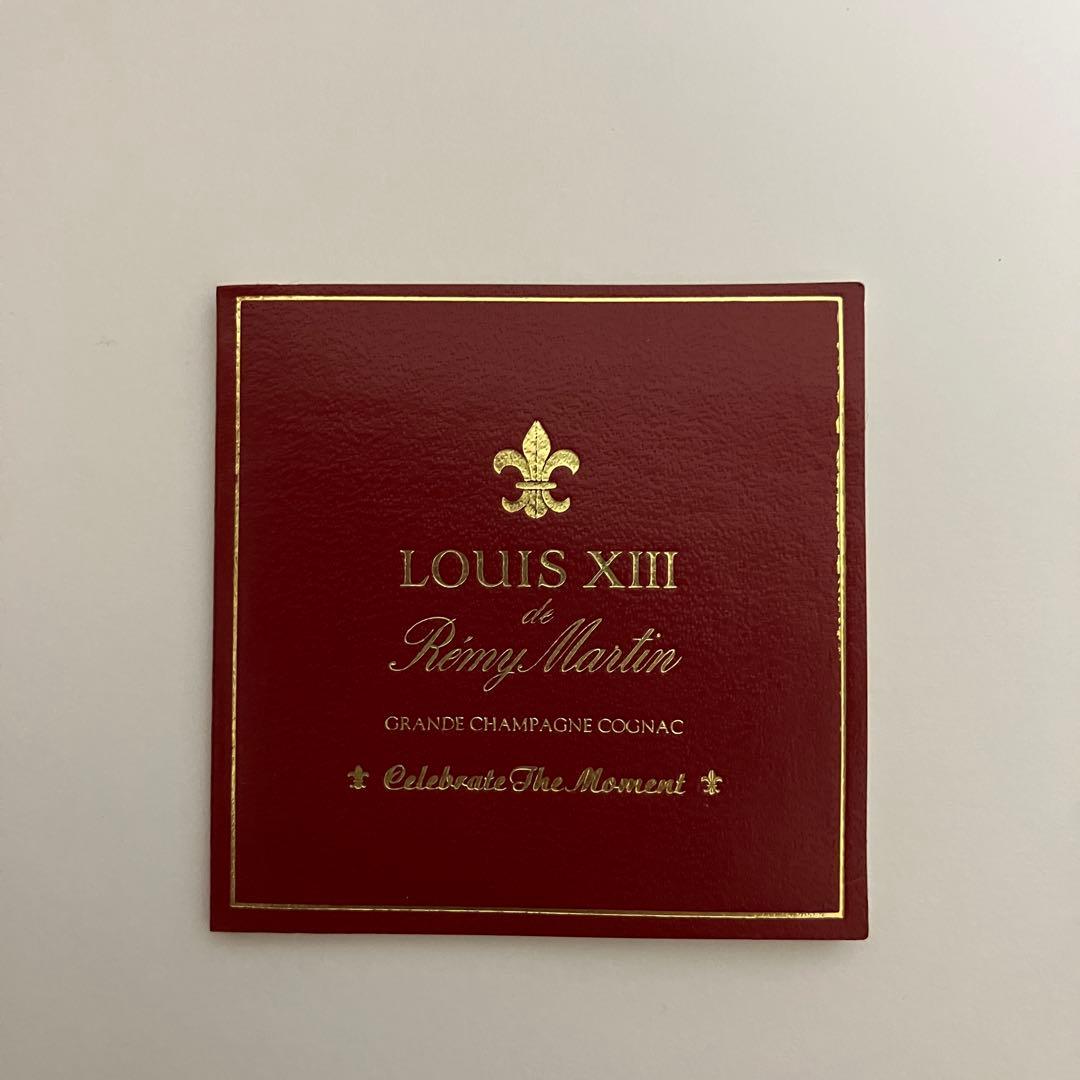 LOUIS XIII
de
Rémy Martin
GRANDE CHAMPAGNE COGNAC
Celebrate The Moment